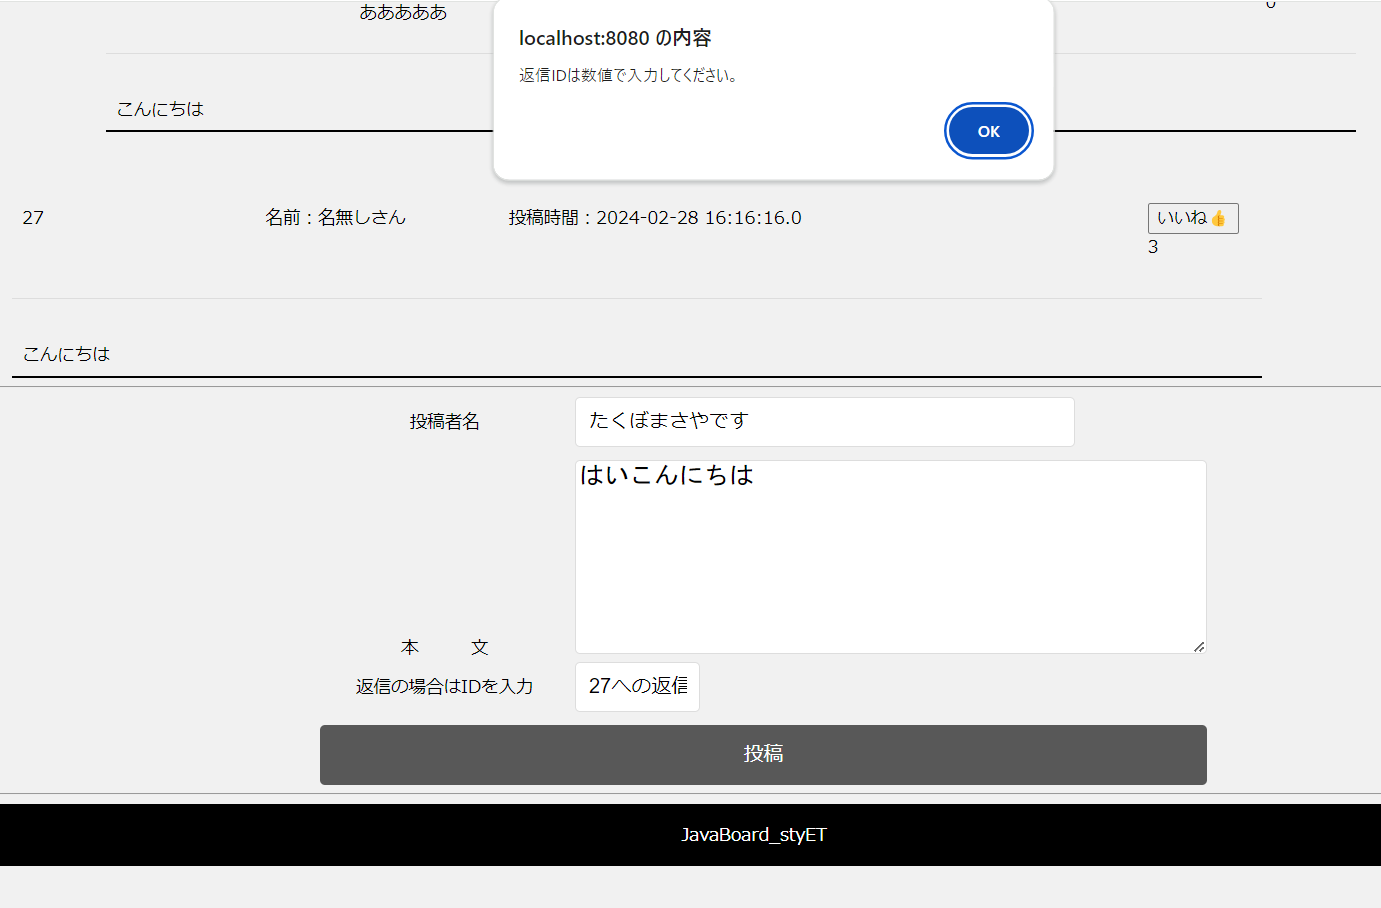 あああああ
localhost:8080 の内容
返信IDは数値で入力してください。
OK
こんにちは
27 名前：名無しさん 投稿時間：2024-02-28 16:16:16.0 いいね👍
3
こんにちは
投稿者名 たくぼまさやです
はいこんにちは
本　　　文
返信の場合はIDを入力 27への返信
投稿
JavaBoard_styET